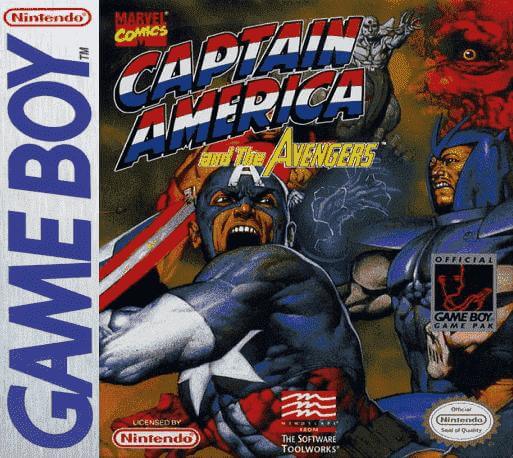 Nintendo®
GAME BOY™
MARVEL
COMICS
CAPTAIN
AMERICA
and The AVENGERS™
OFFICIAL
GAME BOY
GAME PAK
LICENSED BY
Nintendo
MINDSCAPE
FROM
THE SOFTWARE
TOOLWORKS®
Official
Nintendo
Seal of Quality